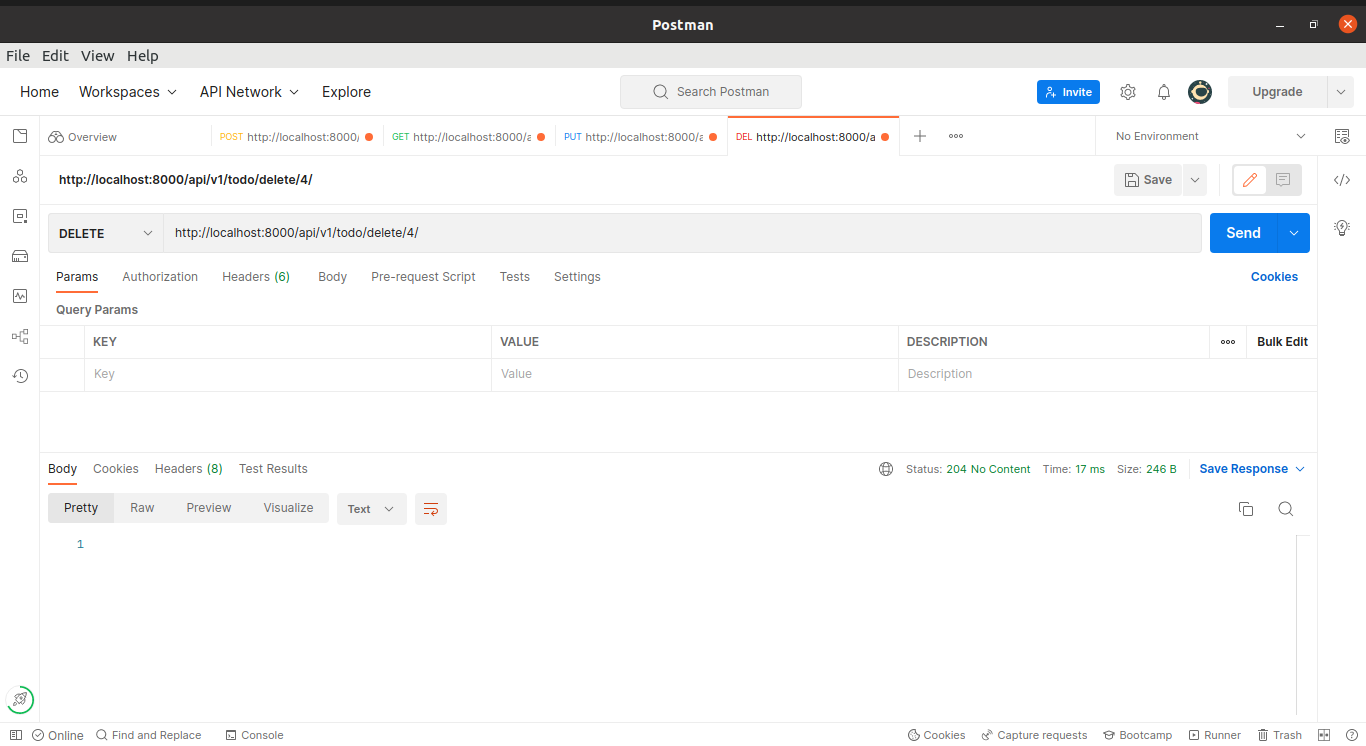 Postman
File Edit View Help
Home Workspaces API Network Explore Search Postman Invite Upgrade
Overview POST http://localhost:8000/ GET http://localhost:8000/a PUT http://localhost:8000/a DEL http://localhost:8000/a No Environment
http://localhost:8000/api/v1/todo/delete/4/ Save
DELETE http://localhost:8000/api/v1/todo/delete/4/ Send
Params Authorization Headers (6) Body Pre-request Script Tests Settings Cookies
Query Params
KEY VALUE DESCRIPTION Bulk Edit
Key Value Description
Body Cookies Headers (8) Test Results Status: 204 No Content Time: 17 ms Size: 246 B Save Response
Pretty Raw Preview Visualize Text
1
Online Find and Replace Console Cookies Capture requests Bootcamp Runner Trash